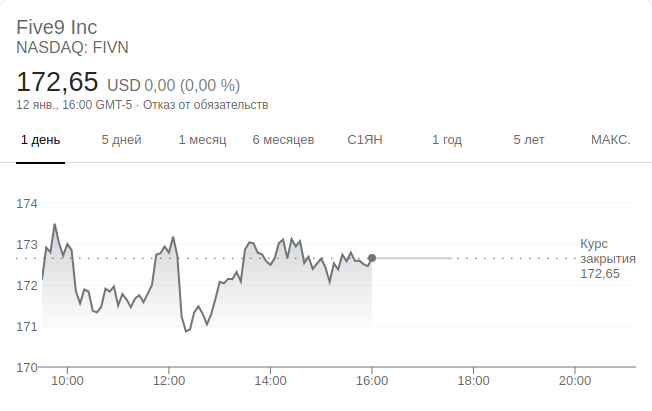 Five9 Inc
NASDAQ: FIVN
172,65 USD 0,00 (0,00 %)
12 янв., 16:00 GMT-5 · Отказ от обязательств
1 день 5 дней 1 месяц 6 месяцев С1ЯН 1 год 5 лет МАКС.
174
173
172
171
170
Курс
закрытия
172,65
10:00 12:00 14:00 16:00 18:00 20:00